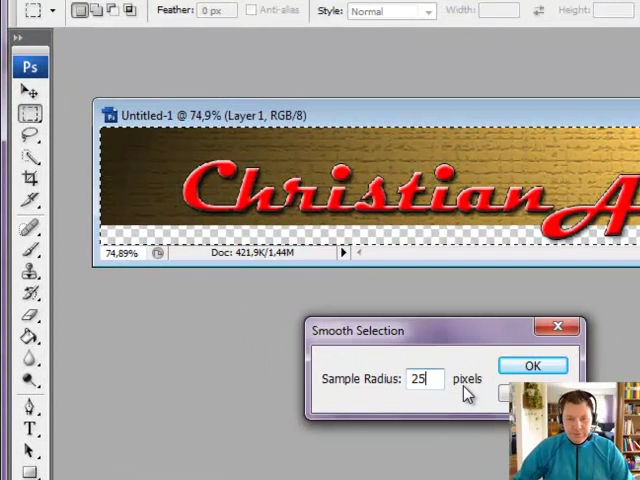 Feather: 0 px Anti-alias Style: Normal Width: Height:
Ps
Untitled-1 @ 74,9% (Layer 1, RGB/8)
Christian A
74,89% Doc: 421,9K/1,44M
Smooth Selection
Sample Radius: 25 pixels OK
T